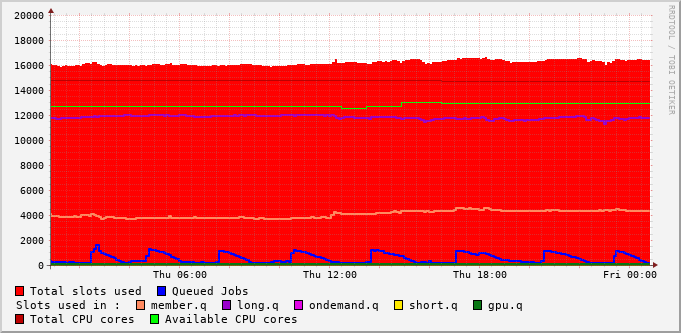 RRDTOOL / TOBI OETIKER
20000
18000
16000
14000
12000
10000
8000
6000
4000
2000
0
Thu 06:00 Thu 12:00 Thu 18:00 Fri 00:00
Total slots used Queued Jobs
Slots used in : member.q long.q ondemand.q short.q gpu.q
Total CPU cores Available CPU cores